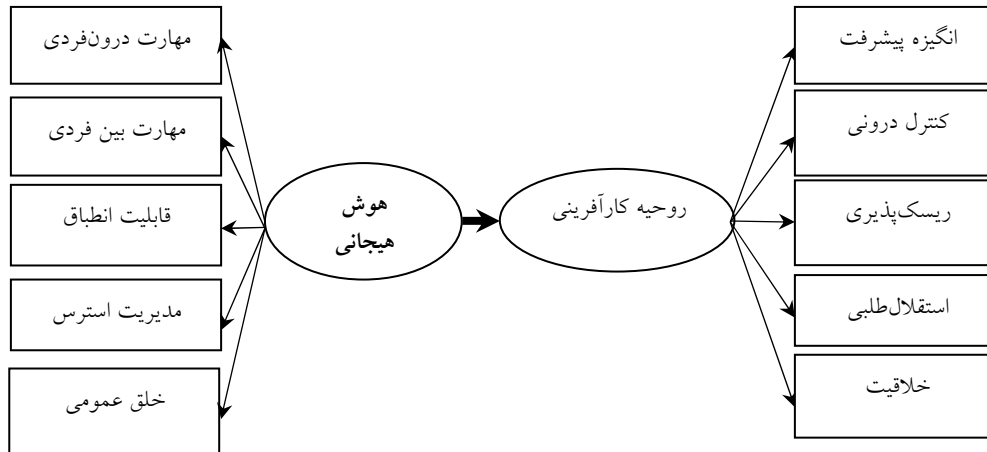 مهارت درون‌فردی
مهارت بین فردی
قابلیت انطباق
مدیریت استرس
خلق عمومی
هوش
هیجانی
روحیه کارآفرینی
انگیزه پیشرفت
کنترل درونی
ریسک‌پذیری
استقلال‌طلبی
خلاقیت